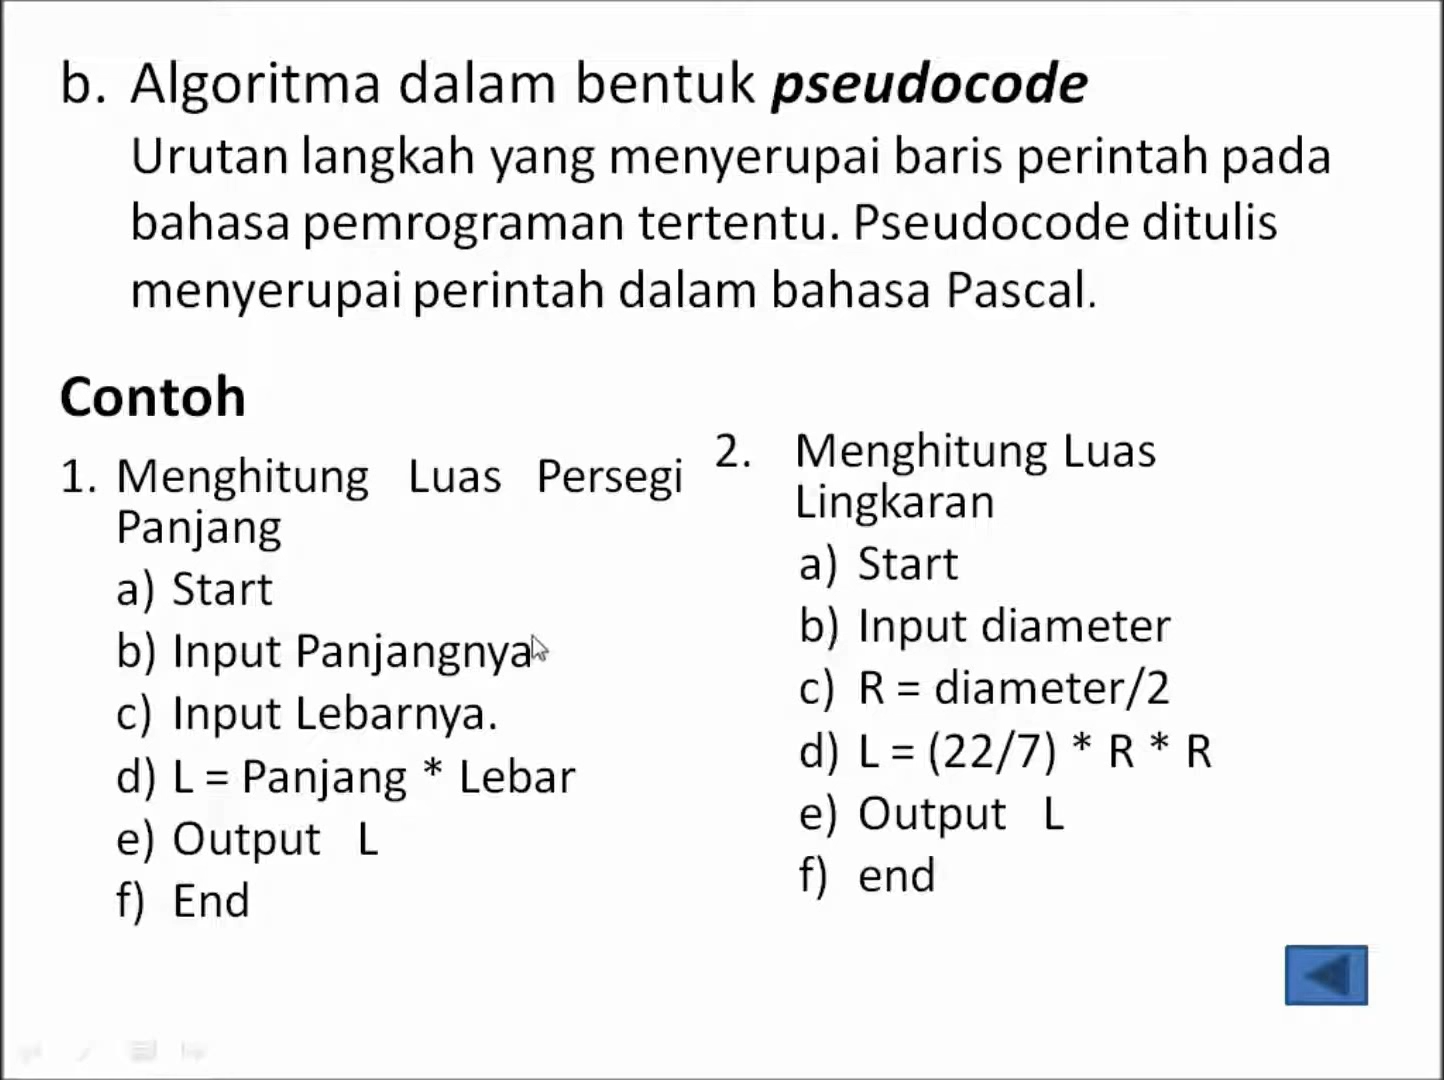 b. Algoritma dalam bentuk pseudocode
Urutan langkah yang menyerupai baris perintah pada
bahasa pemrograman tertentu. Pseudocode ditulis
menyerupai perintah dalam bahasa Pascal.
Contoh
1. Menghitung Luas Persegi
Panjang
a) Start
b) Input Panjangnya
c) Input Lebarnya.
d) L = Panjang * Lebar
e) Output L
f) End
2. Menghitung Luas
Lingkaran
a) Start
b) Input diameter
c) R = diameter/2
d) L = (22/7) * R * R
e) Output L
f) end